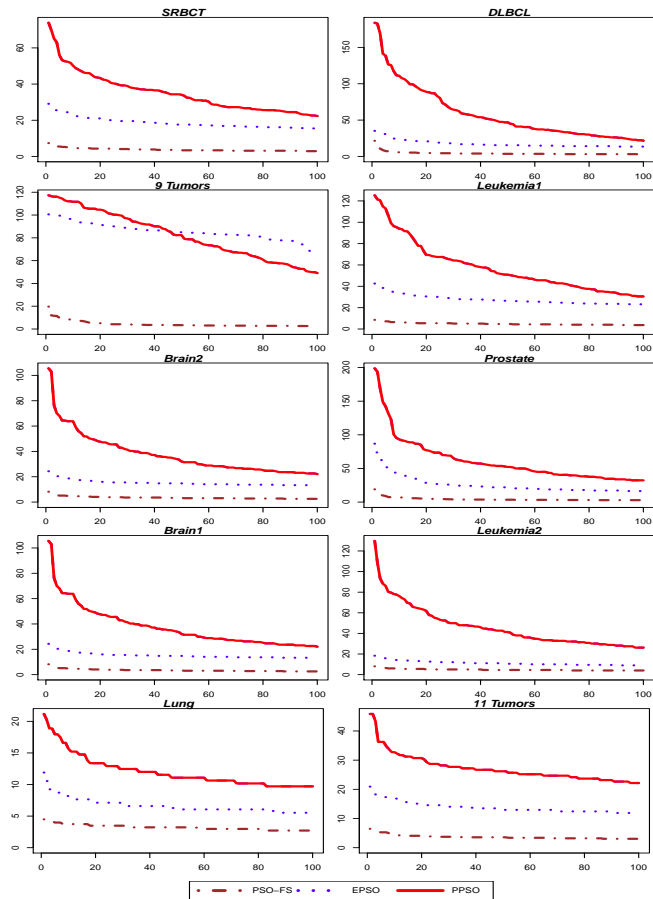 SRBCT
DLBCL
0 20 40 60
0 50 100 150
0 20 40 60 80 100
0 20 40 60 80 100
9 Tumors
Leukemia1
0 20 40 60 80 100 120
0 20 40 60 80 100 120
0 20 40 60 80 100
0 20 40 60 80 100
Brain2
Prostate
0 20 40 60 80 100
0 50 100 150 200
0 20 40 60 80 100
0 20 40 60 80 100
Brain1
Leukemia2
0 20 40 60 80 100
0 20 40 60 80 100 120
0 20 40 60 80 100
0 20 40 60 80 100
Lung
11 Tumors
0 5 10 15 20
0 10 20 30 40
0 20 40 60 80 100
0 20 40 60 80 100
PSO−FS EPSO PPSO